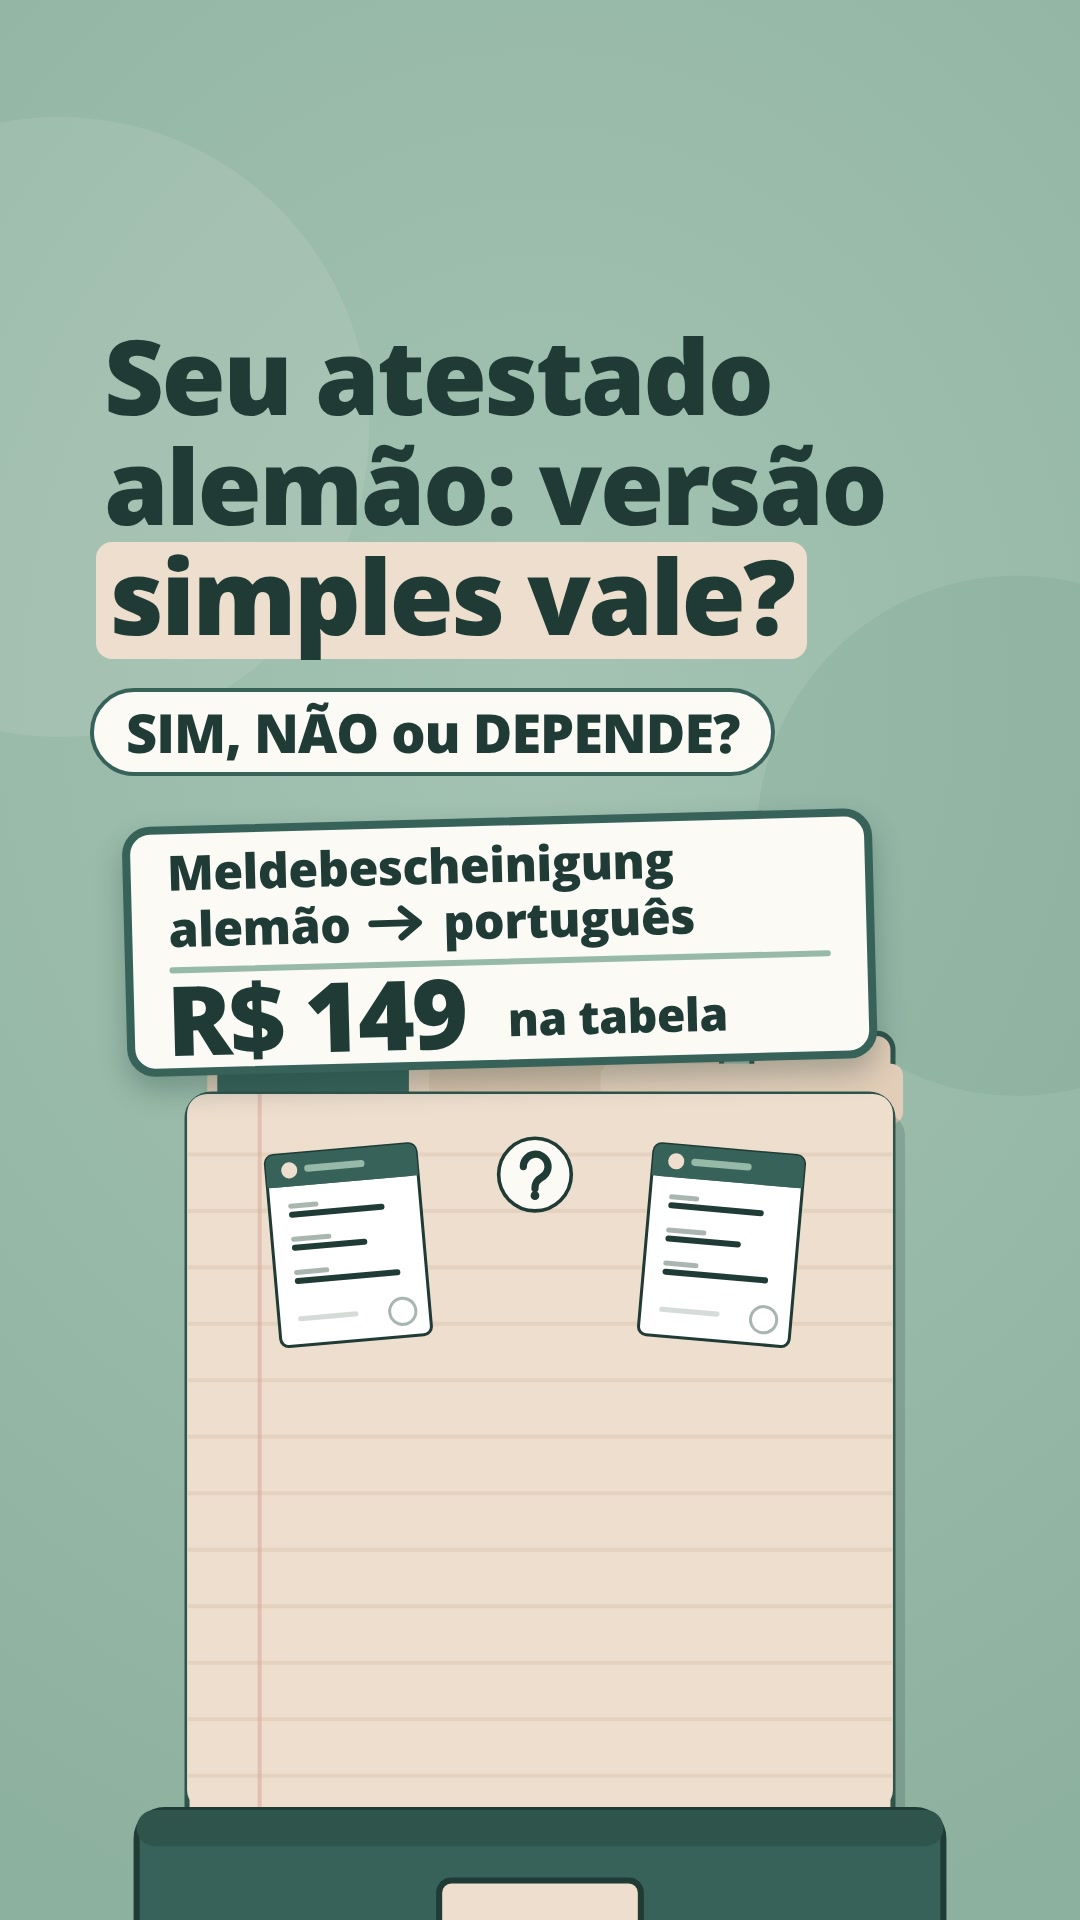 Seu atestado
alemão: versão
simples vale?
SIM, NÃO ou DEPENDE?
Meldebescheinigung
alemão → português
R$ 149 na tabela
?